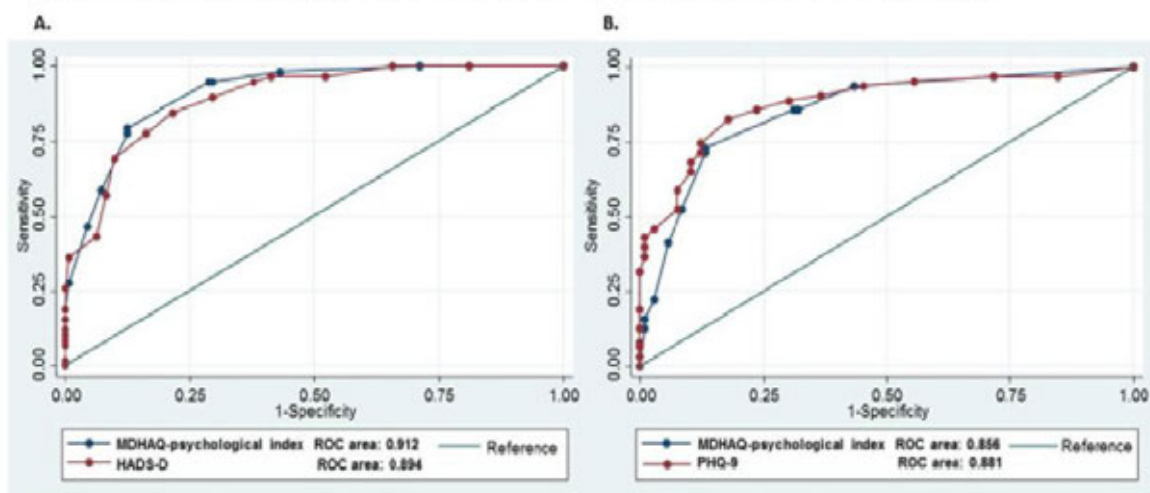 A.
B.
1.00
0.75
0.50
0.25
0.00
Sensitivity
0.00 0.25 0.50 0.75 1.00
1-Specificity
MDHAQ-psychological index ROC area: 0.912
HADS-D ROC area: 0.894
Reference
1.00
0.75
0.50
0.25
0.00
Sensitivity
0.00 0.25 0.50 0.75 1.00
1-Specificity
MDHAQ-psychological index ROC area: 0.856
PHQ-9 ROC area: 0.881
Reference
Reference
Reference